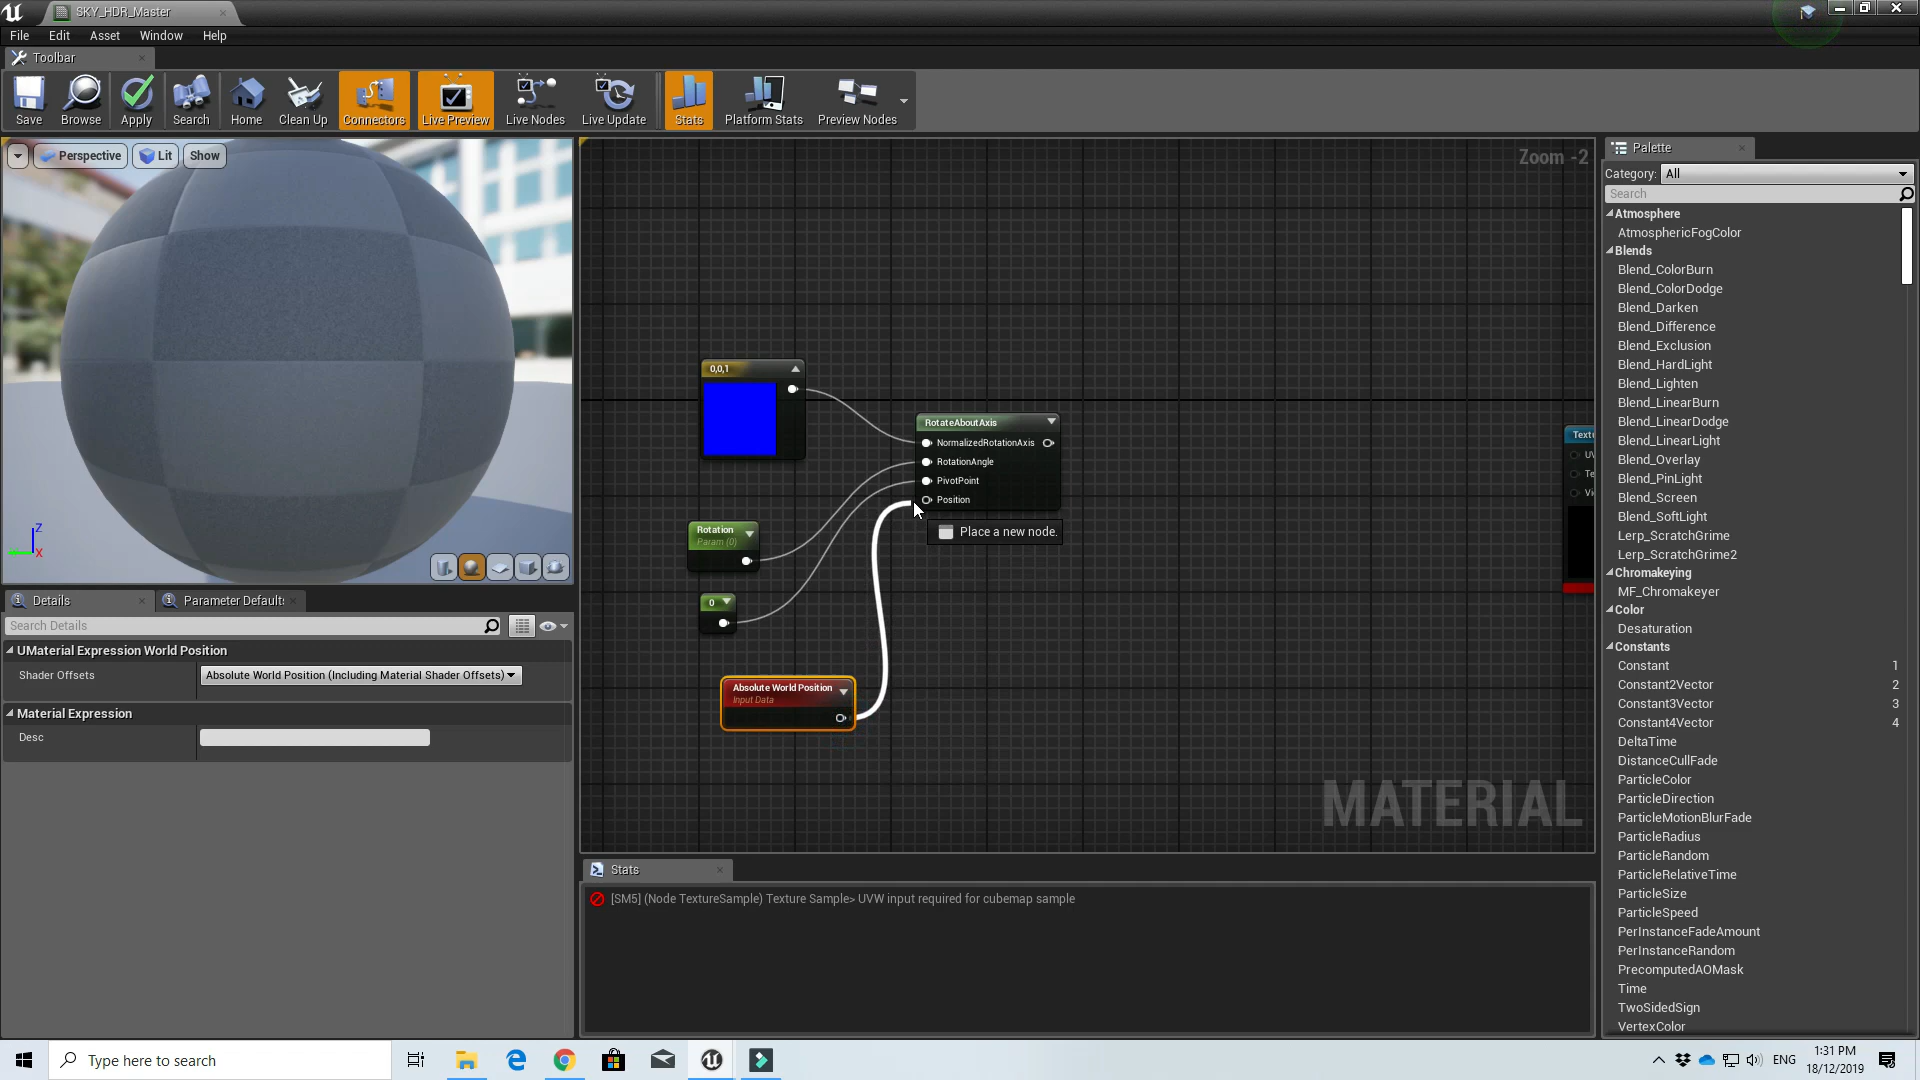 SKY_HDR_Master
File Edit Asset Window Help
Toolbar
Save Browse Apply Search Home Clean Up Connectors Live Preview Live Nodes Live Update Stats Platform Stats Preview Nodes
Perspective Lit Show
Z
X
Zoom -2
0,0,1
RotateAboutAxis
NormalizedRotationAxis
RotationAngle
PivotPoint
Position
Place a new node.
Rotation
Param (0)
0
Absolute World Position
Input Data
Text
UV
Te
Vi
MATERIAL
Details Parameter Default:
Search Details
UMaterial Expression World Position
Shader Offsets Absolute World Position (Including Material Shader Offsets)
Material Expression
Desc
Stats
[SM5] (Node TextureSample) Texture Sample> UVW input required for cubemap sample
Palette
Category: All
Search
Atmosphere
AtmosphericFogColor
Blends
Blend_ColorBurn
Blend_ColorDodge
Blend_Darken
Blend_Difference
Blend_Exclusion
Blend_HardLight
Blend_Lighten
Blend_LinearBurn
Blend_LinearDodge
Blend_LinearLight
Blend_Overlay
Blend_PinLight
Blend_Screen
Blend_SoftLight
Lerp_ScratchGrime
Lerp_ScratchGrime2
Chromakeying
MF_Chromakeyer
Color
Desaturation
Constants
Constant 1
Constant2Vector 2
Constant3Vector 3
Constant4Vector 4
DeltaTime
DistanceCullFade
ParticleColor
ParticleDirection
ParticleMotionBlurFade
ParticleRadius
ParticleRandom
ParticleRelativeTime
ParticleSize
ParticleSpeed
PerInstanceFadeAmount
PerInstanceRandom
PrecomputedAOMask
Time
TwoSidedSign
VertexColor
Type here to search
ENG
1:31 PM
18/12/2019